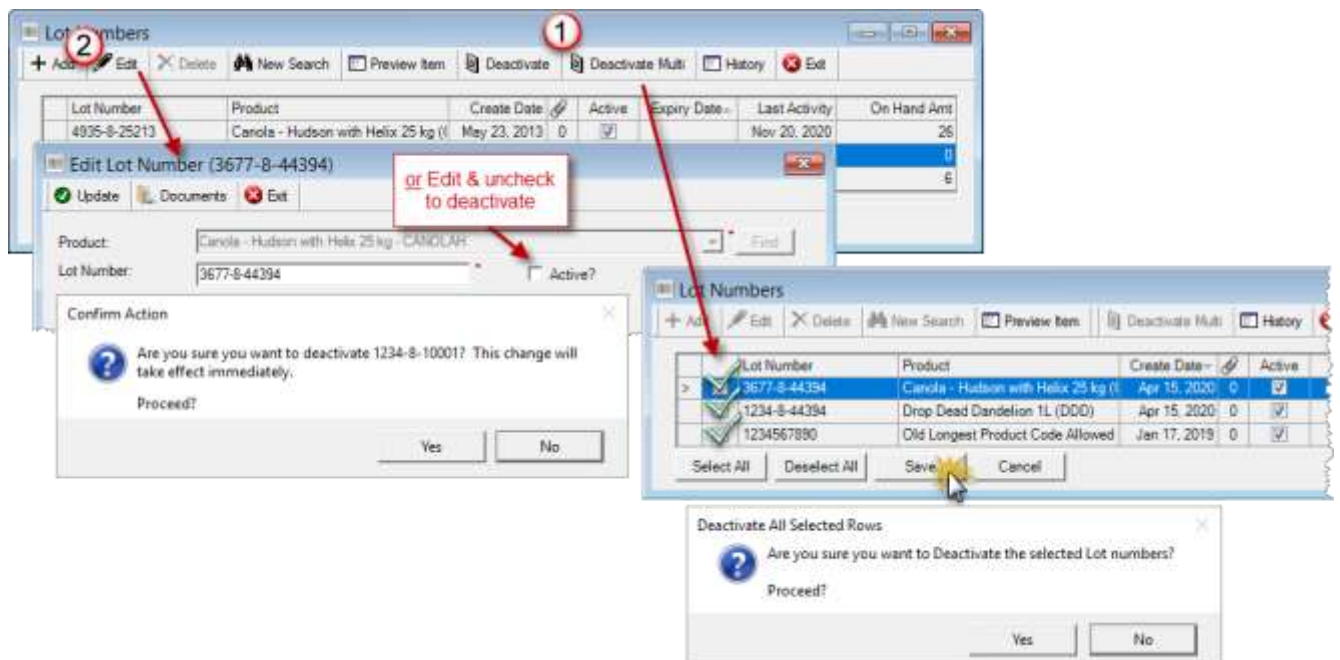 Lot Numbers
1
2
Add Edit Delete New Search Preview Item Deactivate Deactivate Multi History Exit
Lot Number Product Create Date Active Expiry Date Last Activity On Hand Amt
4935-8-25213 Canola - Hudson with Helix 25 kg (( May 23, 2013 0 Nov 20, 2020 26
0
6
Edit Lot Number (3677-8-44394)
Update Documents Exit
or Edit & uncheck
to deactivate
Product: Canola - Hudson with Helix 25 kg - CANOLAH * Find
Lot Number: 3677-8-44394 * Active?
Confirm Action
Are you sure you want to deactivate 1234-8-10001? This change will
take effect immediately.
Proceed?
Yes No
Lot Numbers
Add Edit Delete New Search Preview Item Deactivate Multi History
Lot Number Product Create Date Active
> 3677-8-44394 Canola - Hudson with Helix 25 kg (( Apr 15, 2020 0
1234-8-44394 Drop Dead Dandelion 1L (DDD) Apr 15, 2020 0
1234567890 Old Longest Product Code Allowed Jan 17, 2019 0
Select All Deselect All Save Cancel
Deactivate All Selected Rows
Are you sure you want to Deactivate the selected Lot numbers?
Proceed?
Yes No